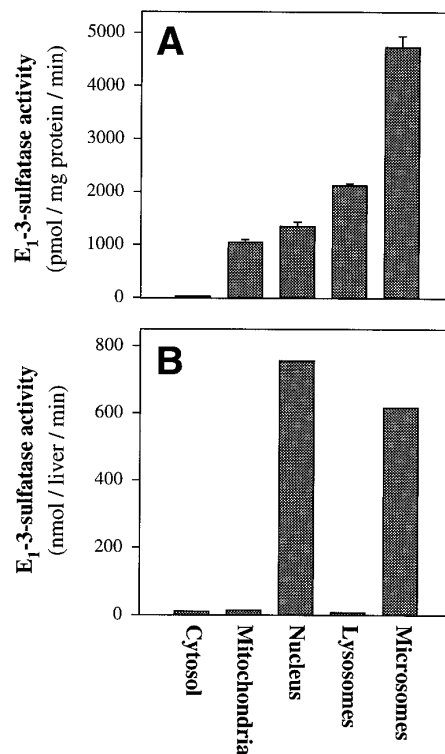 A
E₁-3-sulfatase activity
(pmol / mg protein / min)
5000
4000
3000
2000
1000
0
B
E₁-3-sulfatase activity
(nmol / liver / min)
800
600
400
200
0
Cytosol
Mitochondria
Nucleus
Lysosomes
Microsomes